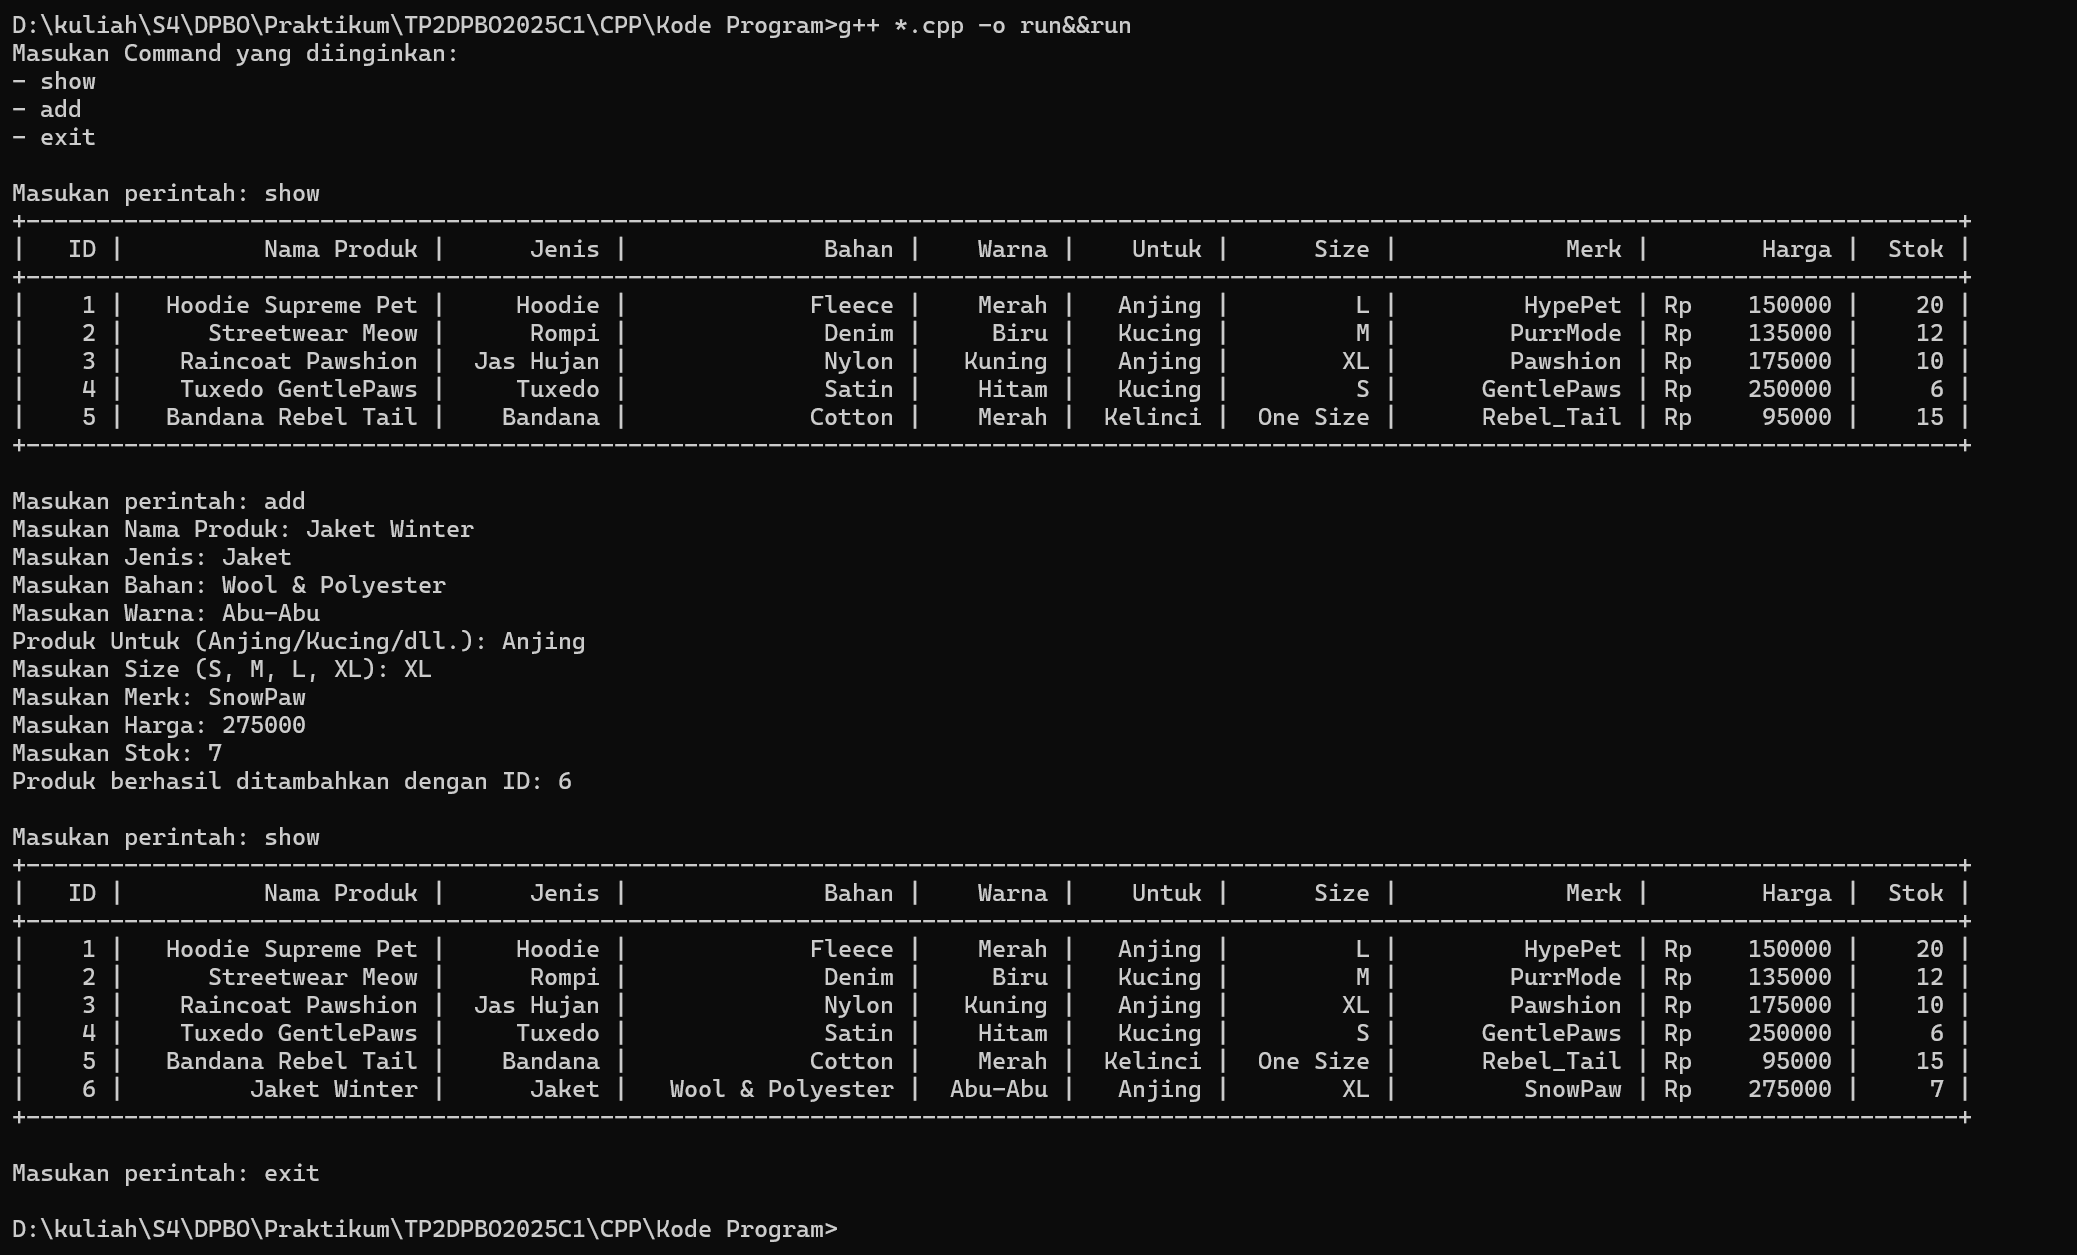 D:\kuliah\S4\DPBO\Praktikum\TP2DPBO2025C1\CPP\Kode Program>g++ *.cpp -o run&&run
Masukan Command yang diinginkan:
- show
- add
- exit
Masukan perintah: show
+------------------------------------------------------------------------------------------------------------------------------------------+
|   ID |          Nama Produk |      Jenis |              Bahan |    Warna |    Untuk |      Size |            Merk |        Harga |  Stok |
+------------------------------------------------------------------------------------------------------------------------------------------+
|    1 |   Hoodie Supreme Pet |     Hoodie |             Fleece |    Merah |   Anjing |         L |         HypePet | Rp    150000 |    20 |
|    2 |      Streetwear Meow |      Rompi |              Denim |     Biru |   Kucing |         M |        PurrMode | Rp    135000 |    12 |
|    3 |    Raincoat Pawshion |  Jas Hujan |              Nylon |   Kuning |   Anjing |        XL |        Pawshion | Rp    175000 |    10 |
|    4 |    Tuxedo GentlePaws |     Tuxedo |              Satin |    Hitam |   Kucing |         S |      GentlePaws | Rp    250000 |     6 |
|    5 |   Bandana Rebel Tail |    Bandana |             Cotton |    Merah |  Kelinci |  One Size |      Rebel_Tail | Rp     95000 |    15 |
+------------------------------------------------------------------------------------------------------------------------------------------+
Masukan perintah: add
Masukan Nama Produk: Jaket Winter
Masukan Jenis: Jaket
Masukan Bahan: Wool & Polyester
Masukan Warna: Abu-Abu
Produk Untuk (Anjing/Kucing/dll.): Anjing
Masukan Size (S, M, L, XL): XL
Masukan Merk: SnowPaw
Masukan Harga: 275000
Masukan Stok: 7
Produk berhasil ditambahkan dengan ID: 6
Masukan perintah: show
+------------------------------------------------------------------------------------------------------------------------------------------+
|   ID |          Nama Produk |      Jenis |              Bahan |    Warna |    Untuk |      Size |            Merk |        Harga |  Stok |
+------------------------------------------------------------------------------------------------------------------------------------------+
|    1 |   Hoodie Supreme Pet |     Hoodie |             Fleece |    Merah |   Anjing |         L |         HypePet | Rp    150000 |    20 |
|    2 |      Streetwear Meow |      Rompi |              Denim |     Biru |   Kucing |         M |        PurrMode | Rp    135000 |    12 |
|    3 |    Raincoat Pawshion |  Jas Hujan |              Nylon |   Kuning |   Anjing |        XL |        Pawshion | Rp    175000 |    10 |
|    4 |    Tuxedo GentlePaws |     Tuxedo |              Satin |    Hitam |   Kucing |         S |      GentlePaws | Rp    250000 |     6 |
|    5 |   Bandana Rebel Tail |    Bandana |             Cotton |    Merah |  Kelinci |  One Size |      Rebel_Tail | Rp     95000 |    15 |
|    6 |         Jaket Winter |      Jaket |   Wool & Polyester |  Abu-Abu |   Anjing |        XL |         SnowPaw | Rp    275000 |     7 |
+------------------------------------------------------------------------------------------------------------------------------------------+
Masukan perintah: exit
D:\kuliah\S4\DPBO\Praktikum\TP2DPBO2025C1\CPP\Kode Program>